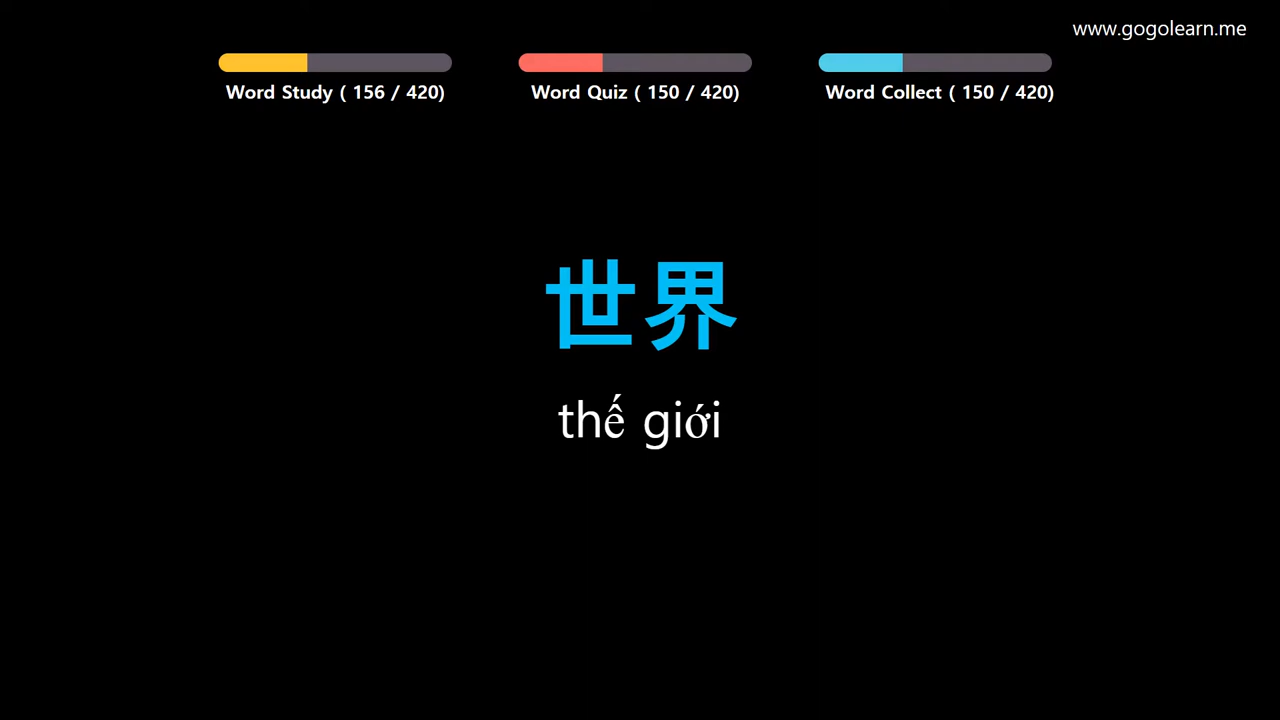 www.gogolearn.me
Word Study ( 156 / 420)
Word Quiz ( 150 / 420)
Word Collect ( 150 / 420)
世界
thế giới